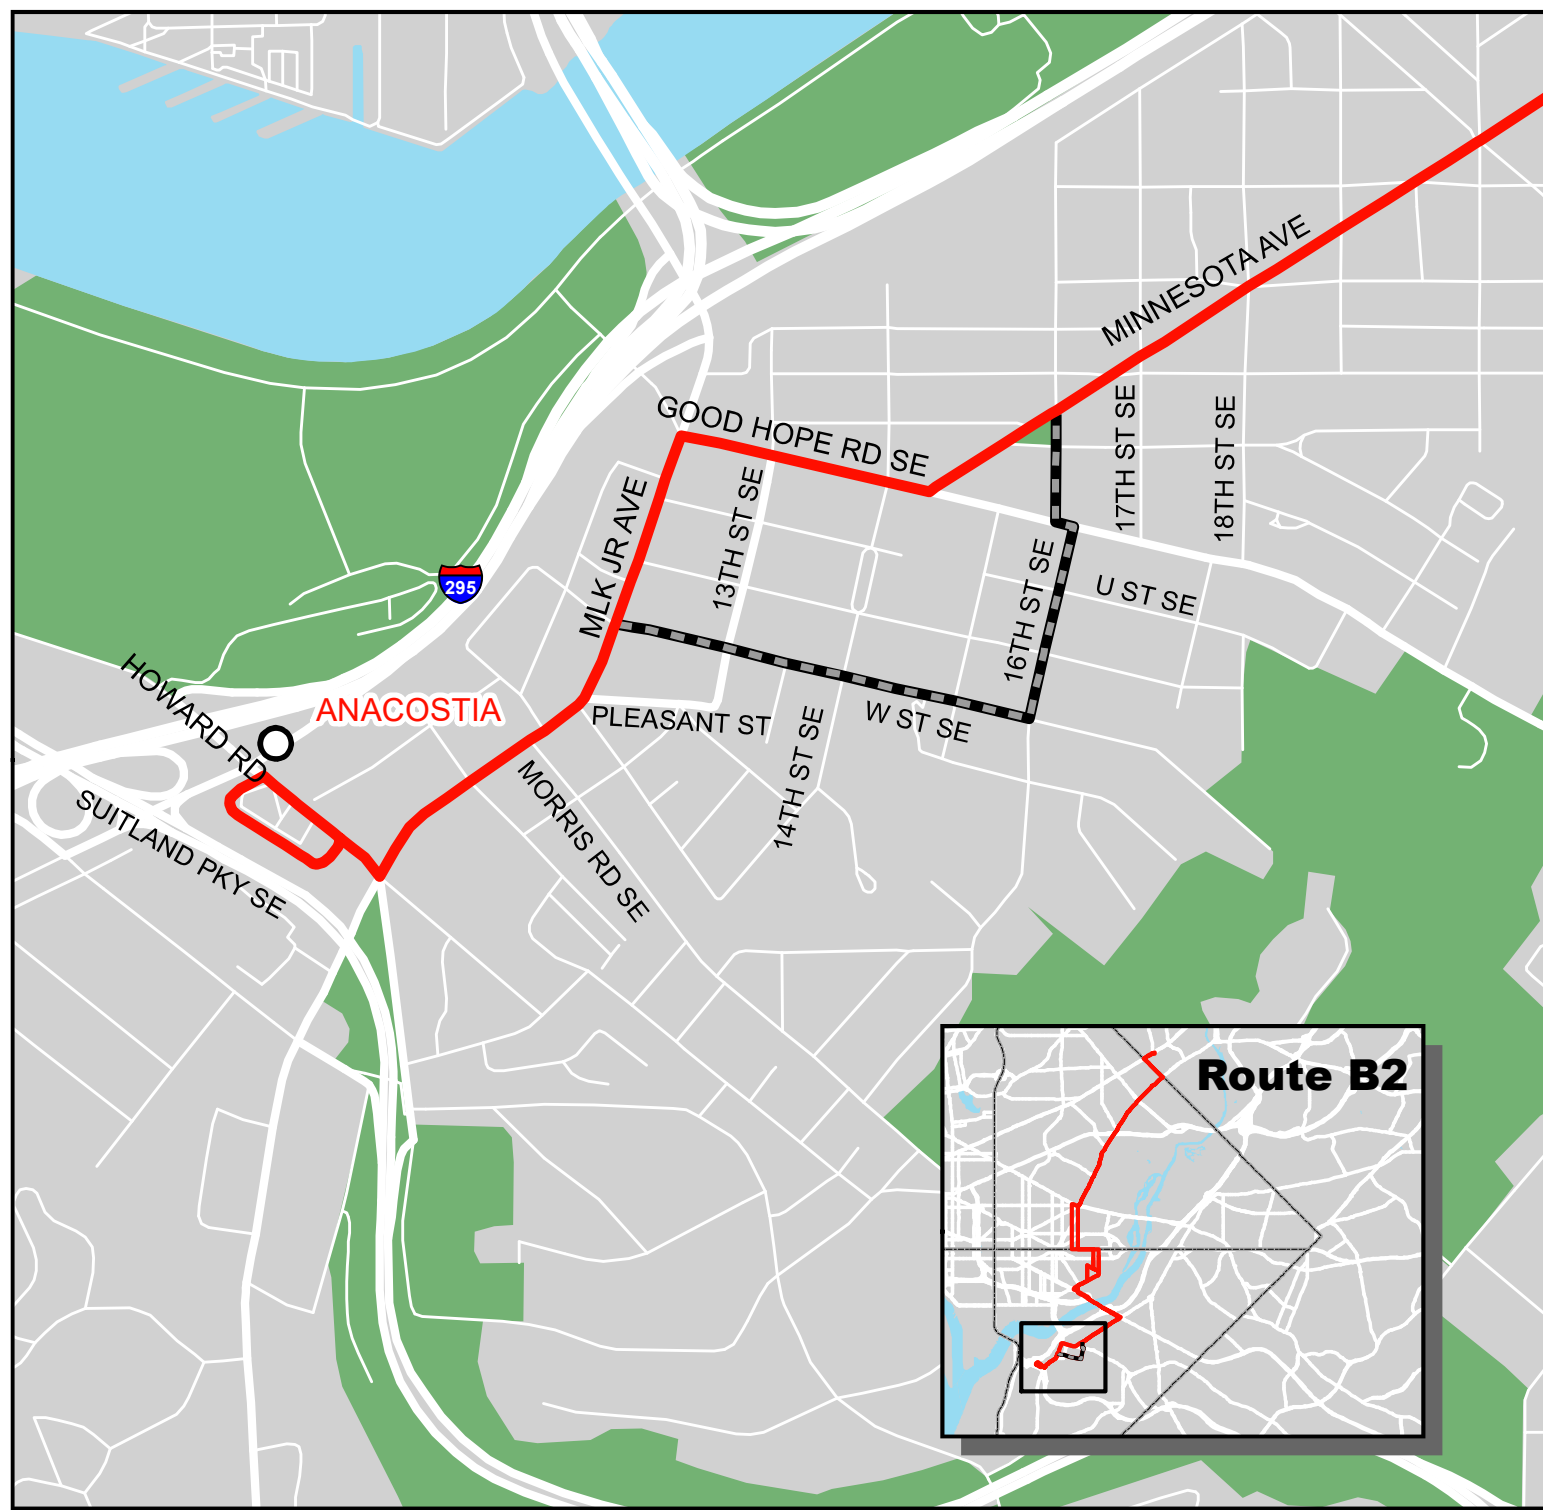 MINNESOTA AVE
GOOD HOPE RD SE
17TH ST SE
18TH ST SE
MLK JR AVE
13TH ST SE
295
16TH ST SE
U ST SE
HOWARD RD
ANACOSTIA
PLEASANT ST
W ST SE
14TH ST SE
MORRIS RD SE
SUITLAND PKY SE
Route B2